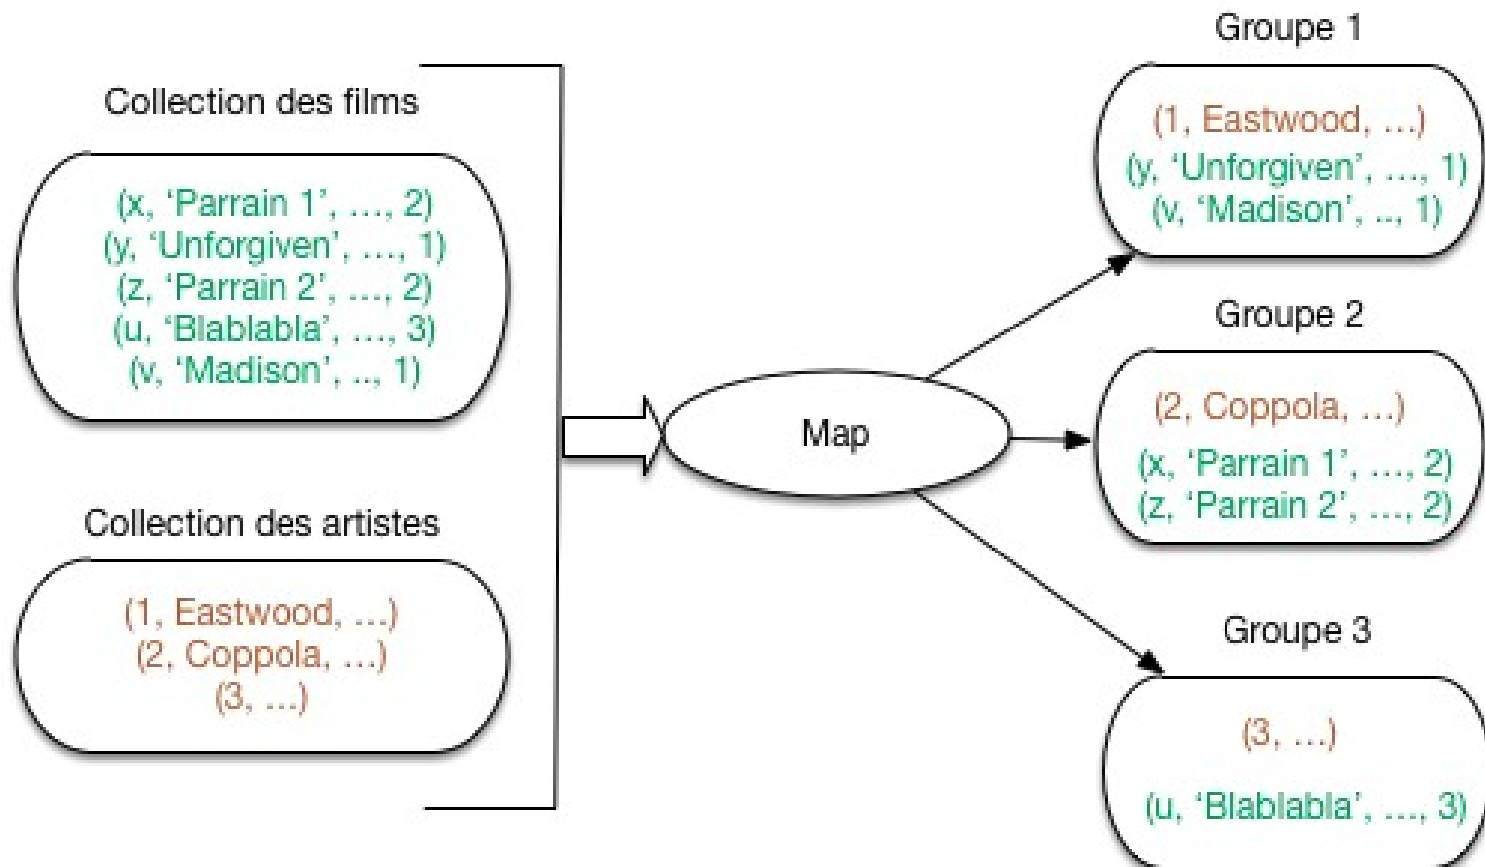 Collection des films
(x, ‘Parrain 1’, …, 2)
(y, ‘Unforgiven’, …, 1)
(z, ‘Parrain 2’, …, 2)
(u, ‘Blablabla’, …, 3)
(v, ‘Madison’, .., 1)
Collection des artistes
(1, Eastwood, …)
(2, Coppola, …)
(3, …)
Map
Groupe 1
(1, Eastwood, …)
(y, ‘Unforgiven’, …, 1)
(v, ‘Madison’, .., 1)
Groupe 2
(2, Coppola, …)
(x, ‘Parrain 1’, …, 2)
(z, ‘Parrain 2’, …, 2)
Groupe 3
(3, …)
(u, ‘Blablabla’, …, 3)